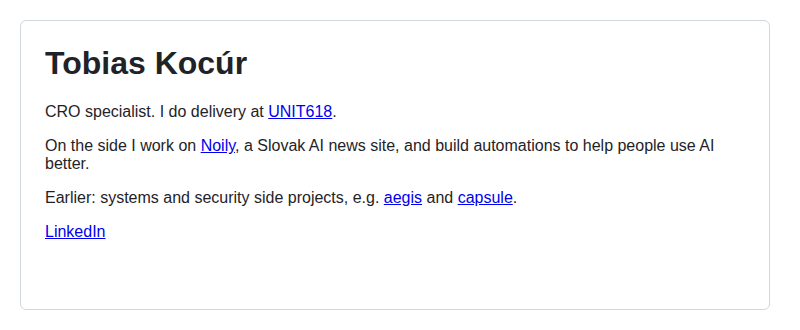 Tobias Kocúr
CRO specialist. I do delivery at UNIT618.
On the side I work on Noily, a Slovak AI news site, and build automations to help people use AI
better.
Earlier: systems and security side projects, e.g. aegis and capsule.
LinkedIn